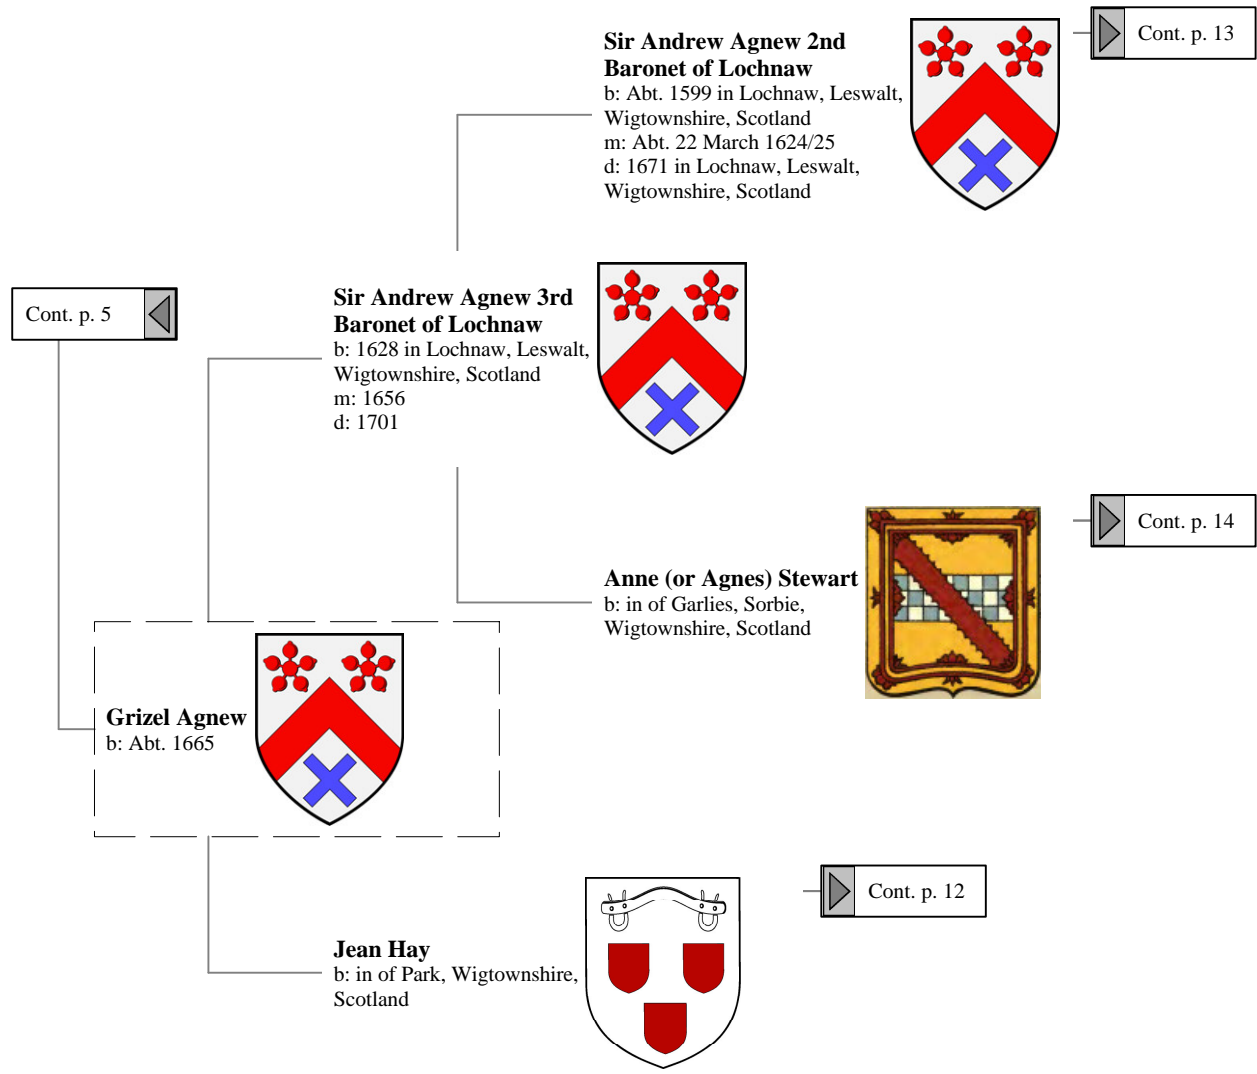 Sir Andrew Agnew 2nd
Baronet of Lochnaw
b: Abt. 1599 in Lochnaw, Leswalt,
Wigtownshire, Scotland
m: Abt. 22 March 1624/25
d: 1671 in Lochnaw, Leswalt,
Wigtownshire, Scotland
Cont. p. 13
Cont. p. 5
Sir Andrew Agnew 3rd
Baronet of Lochnaw
b: 1628 in Lochnaw, Leswalt,
Wigtownshire, Scotland
m: 1656
d: 1701
Cont. p. 14
Anne (or Agnes) Stewart
b: in of Garlies, Sorbie,
Wigtownshire, Scotland
Grizel Agnew
b: Abt. 1665
Cont. p. 12
Jean Hay
b: in of Park, Wigtownshire,
Scotland